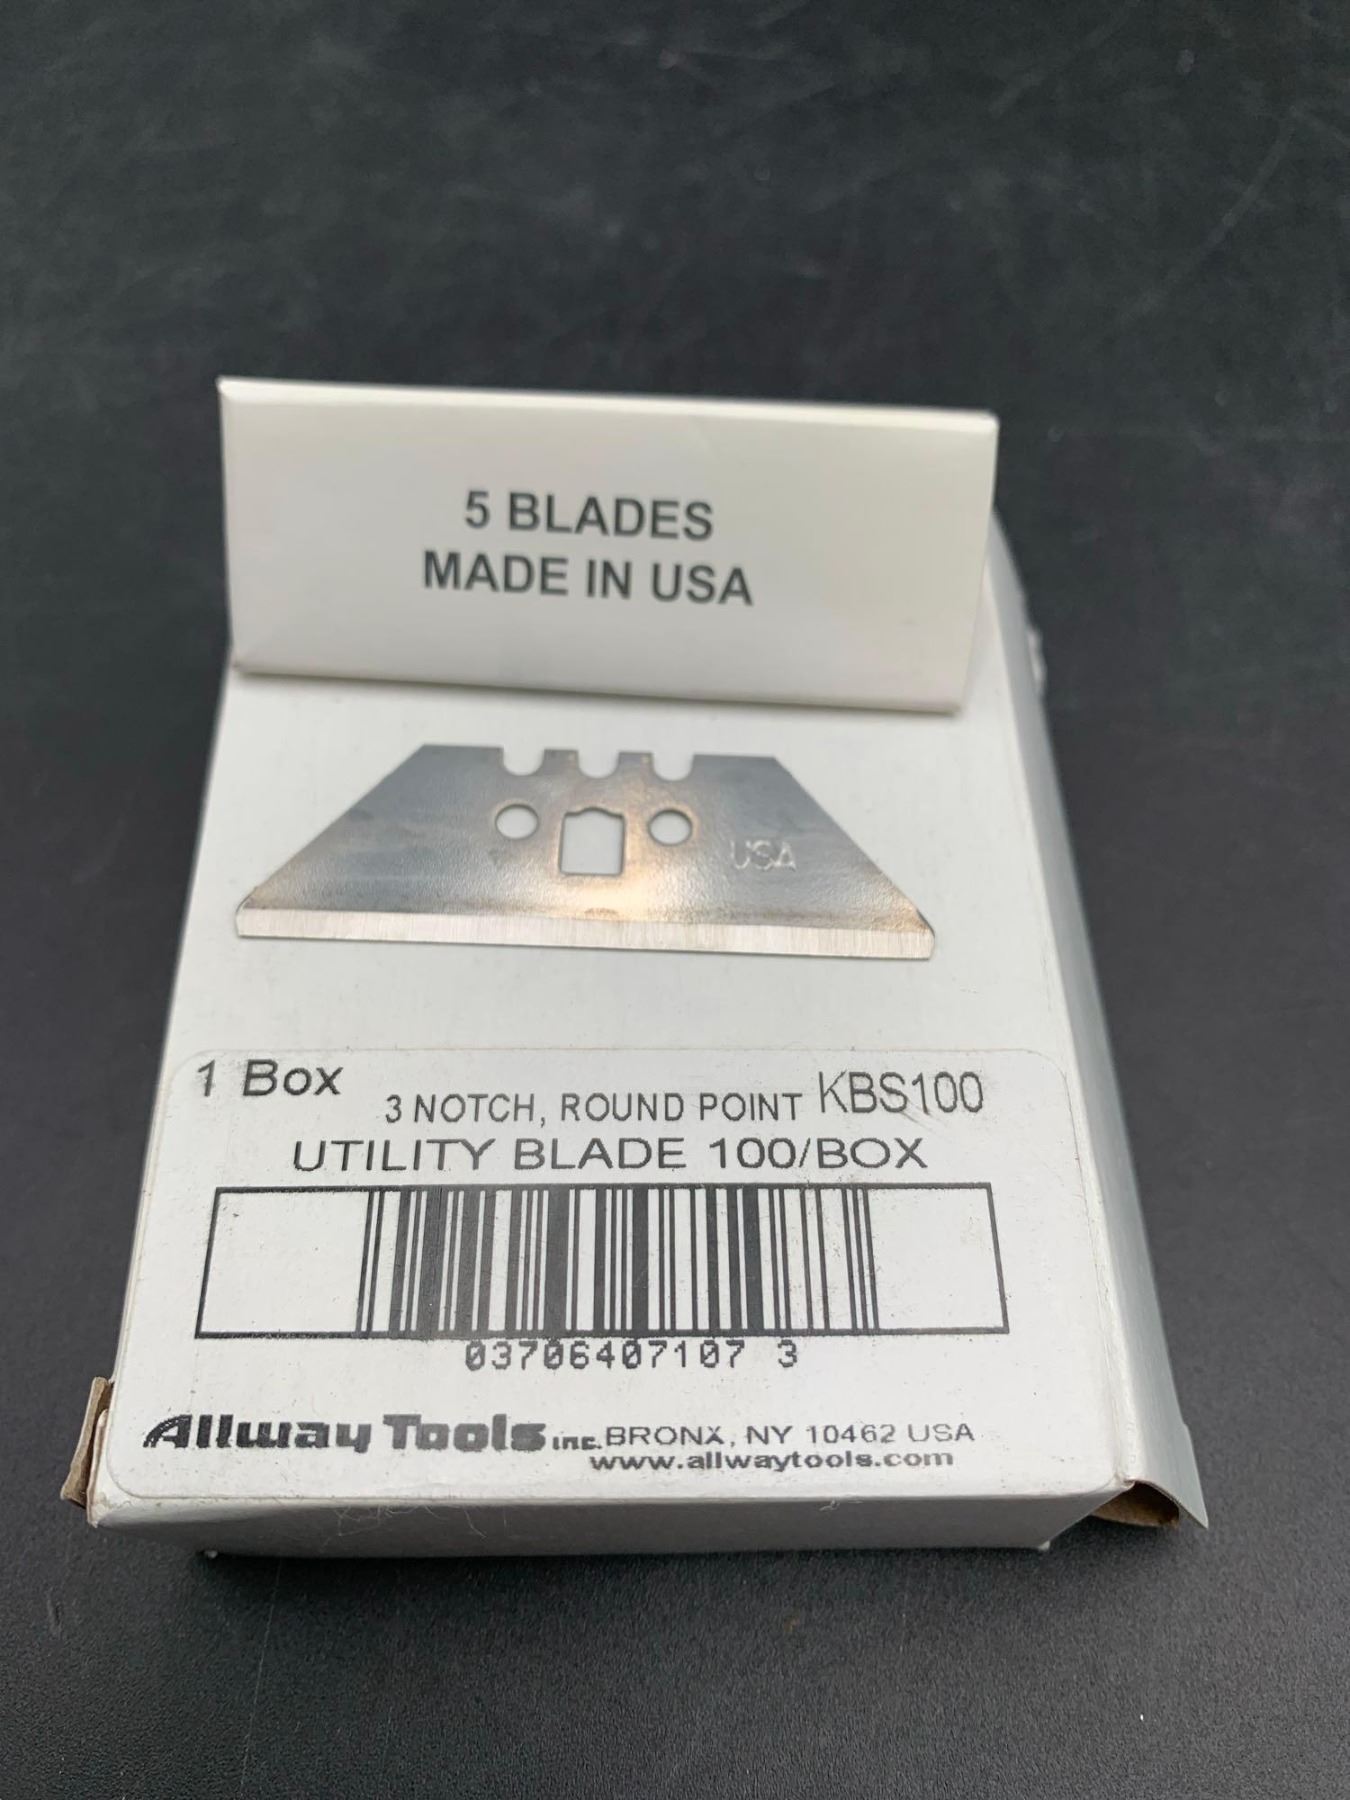 5 BLADES
MADE IN USA
USA
1 Box
3 NOTCH, ROUND POINT KBS100
UTILITY BLADE 100/BOX
03706407107 3
Allway Tools inc. BRONX, NY 10462 USA
www.allwaytools.com